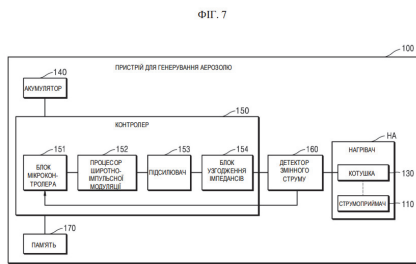 ФІГ. 7
100
ПРИСТРІЙ ДЛЯ ГЕНЕРУВАННЯ АЕРОЗОЛЮ
140
АКУМУЛЯТОР
150
КОНТРОЛЕР
151
БЛОК
МІКРОКОН-
ТРОЛЕРА
152
ПРОЦЕСОР
ШИРОТНО-
ІМПУЛЬСНОЇ
МОДУЛЯЦІЇ
153
ПІДСИЛЮВАЧ
154
БЛОК
УЗГОДЖЕННЯ
ІМПЕДАНСІВ
160
ДЕТЕКТОР
ЗМІННОГО
СТРУМУ
HA
НАГРІВАЧ
КОТУШКА
130
СТРУМОПРИЙМАЧ
110
ПАМ'ЯТЬ
170